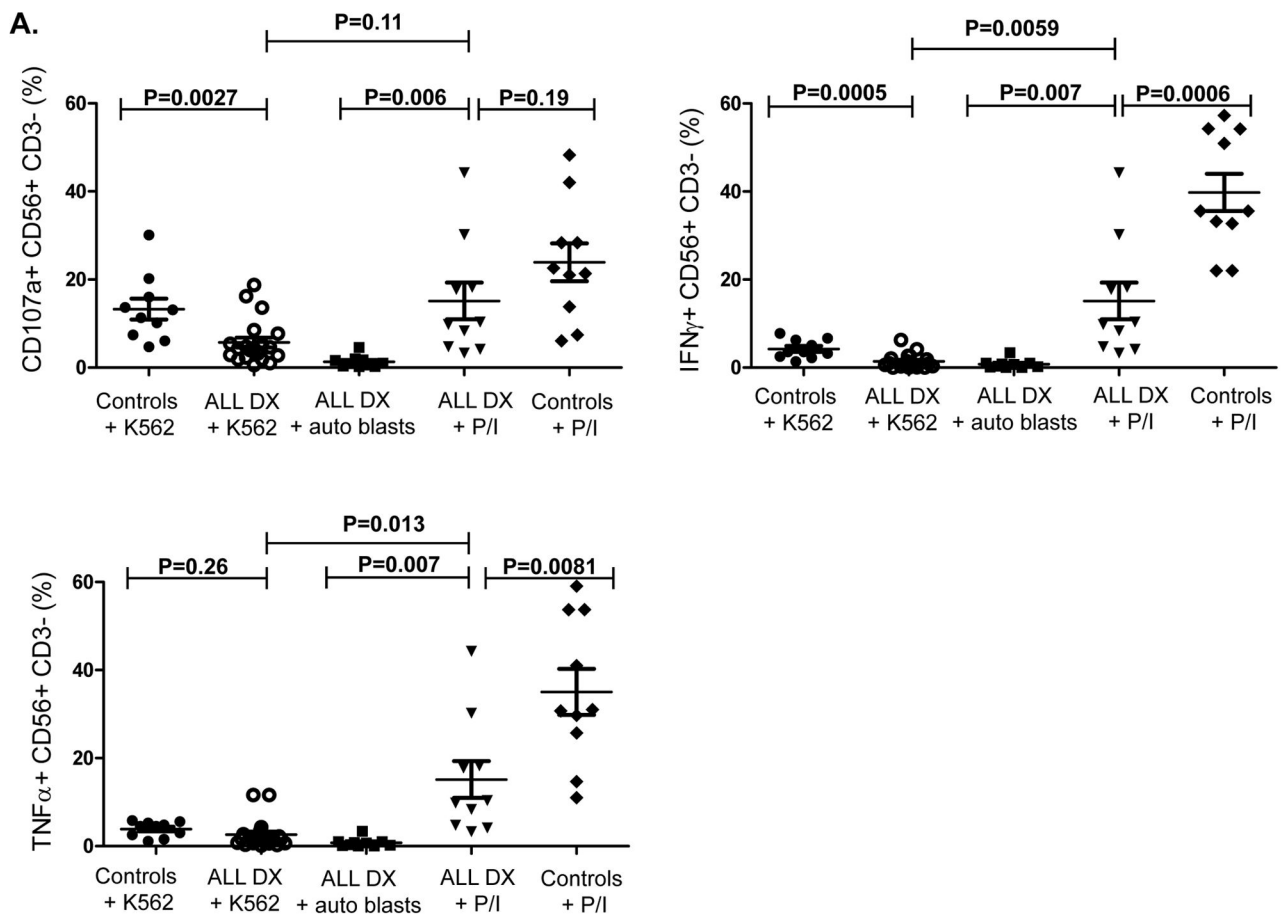 A.
P=0.11
P=0.0027
P=0.006
P=0.19
CD107a+ CD56+ CD3- (%)
60
40
20
0
Controls
+ K562
ALL DX
+ K562
ALL DX
+ auto blasts
ALL DX
+ P/I
Controls
+ P/I
P=0.0059
P=0.0005
P=0.007
P=0.0006
IFNγ+ CD56+ CD3- (%)
60
40
20
0
Controls
+ K562
ALL DX
+ K562
ALL DX
+ auto blasts
ALL DX
+ P/I
Controls
+ P/I
P=0.013
P=0.26
P=0.007
P=0.0081
TNFα+ CD56+ CD3- (%)
60
40
20
0
Controls
+ K562
ALL DX
+ K562
ALL DX
+ auto blasts
ALL DX
+ P/I
Controls
+ P/I